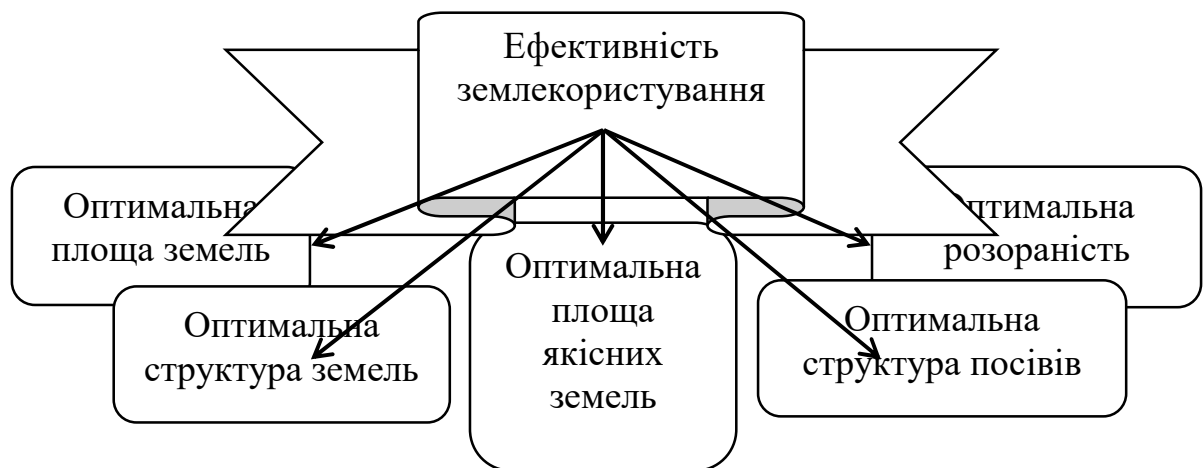 Ефективність
землекористування
Оптимальна
площа земель
Оптимальна
структура земель
Оптимальна
площа
якісних
земель
Оптимальна
структура посівів
Оптимальна
розораність